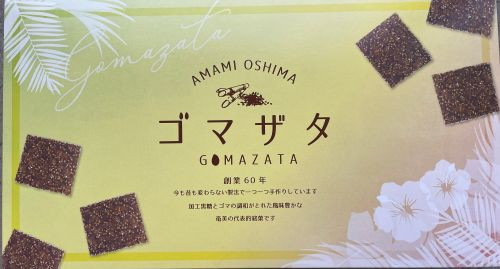 Gomazata
AMAMI OSHIMA
ゴマザタ
GOMAZATA
創業60年
今も昔も変わらない製法で一つ一つ手作りしています
加工黒糖とゴマの調和がとれた風味豊かな
奄美の代表的銘菓です